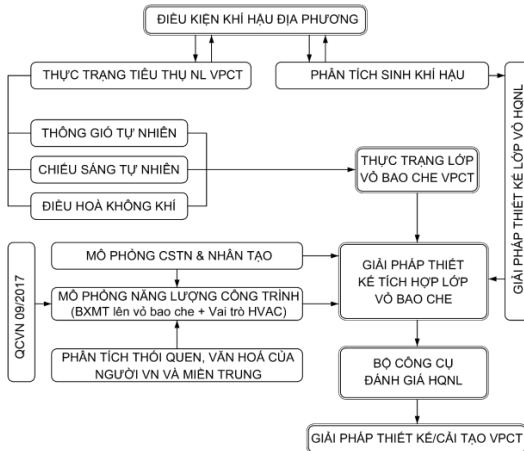 ĐIỀU KIỆN KHÍ HẬU ĐỊA PHƯƠNG
THỰC TRẠNG TIÊU THỤ NL VPCT
PHÂN TÍCH SINH KHÍ HẬU
THÔNG GIÓ TỰ NHIÊN
CHIẾU SÁNG TỰ NHIÊN
ĐIỀU HOÀ KHÔNG KHÍ
THỰC TRẠNG LỚP
VỎ BAO CHE VPCT
GIẢI PHÁP THIẾT KẾ LỚP VỎ HQNL
QCVN 09/2017
MÔ PHỎNG CSTN & NHÂN TẠO
MÔ PHỎNG NĂNG LƯỢNG CÔNG TRÌNH
(BXMT lên vỏ bao che + Vai trò HVAC)
PHÂN TÍCH THÓI QUEN, VĂN HOÁ CỦA
NGƯỜI VN VÀ MIỀN TRUNG
GIẢI PHÁP THIẾT
KẾ TÍCH HỢP LỚP
VỎ BAO CHE
BỘ CÔNG CỤ
ĐÁNH GIÁ HQNL
GIẢI PHÁP THIẾT KẾ/CẢI TẠO VPCT